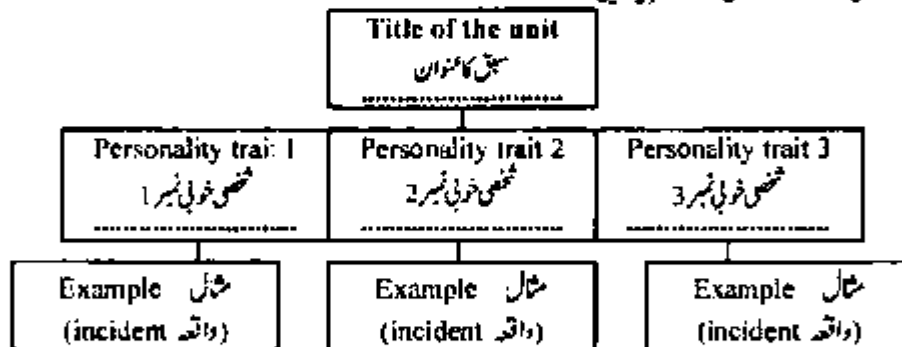 Title of the unit
سبق کا عنوان
Personality trait 1 Personality trait 2 Personality trait 3
شخصی خوبی نمبر 1 شخصی خوبی نمبر 2 شخصی خوبی نمبر 3
Example مثال Example مثال Example مثال
(incident واقعہ) (incident واقعہ) (incident واقعہ)